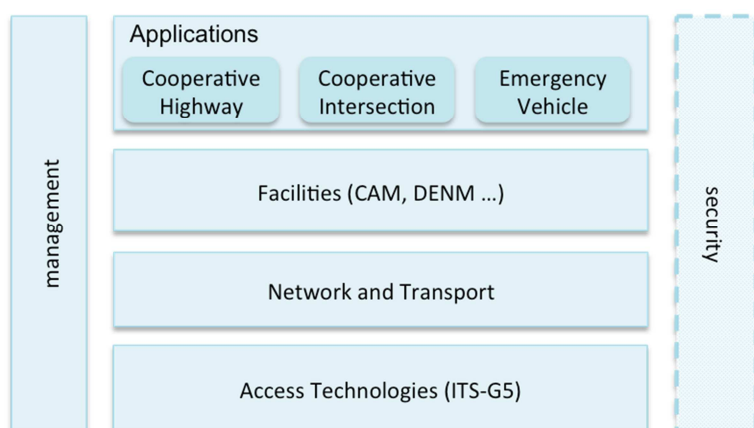 Applications
Cooperative
Highway
Cooperative
Intersection
Emergency
Vehicle
management
security
Facilities (CAM, DENM ...)
Network and Transport
Access Technologies (ITS-G5)